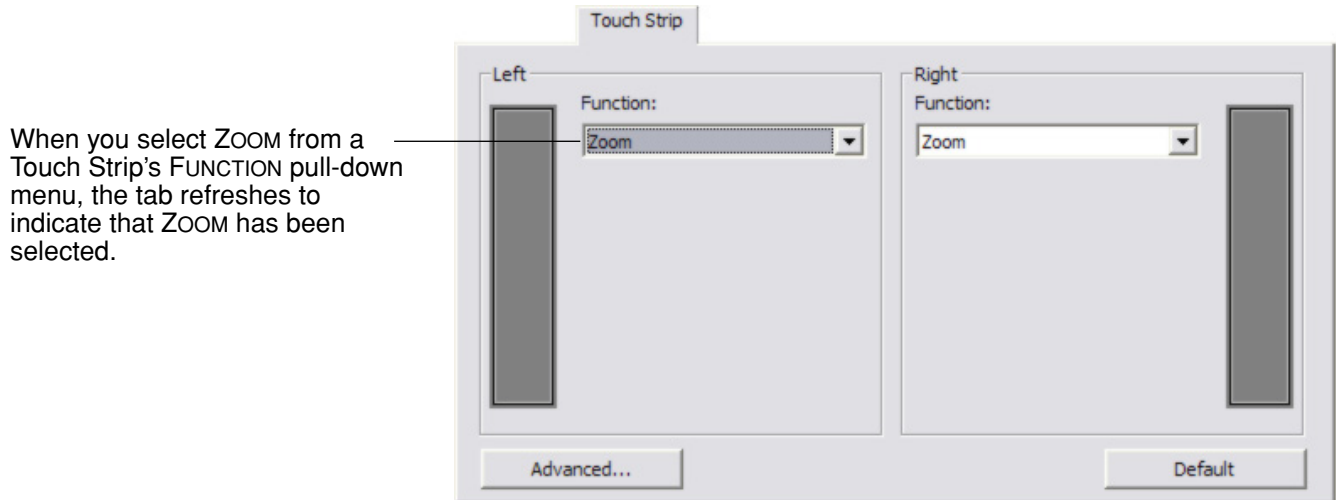 Touch Strip
Left
Right
Function:
Function:
Zoom
Zoom
When you select ZOOM from a
Touch Strip's FUNCTION pull-down
menu, the tab refreshes to
indicate that ZOOM has been
selected.
Advanced...
Default